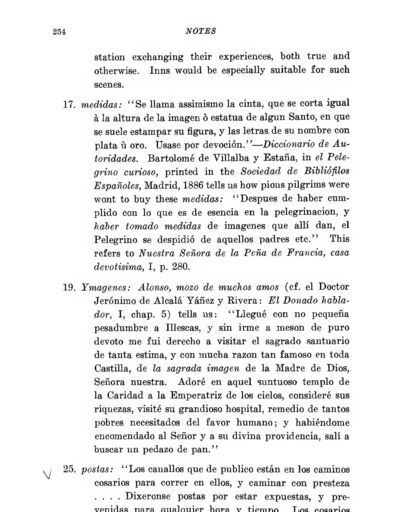 254
NOTES
station exchanging their experiences, both true and
otherwise. Inns would be especially suitable for such
scenes.
17. medidas: “Se llama assimismo la cinta, que se corta igual
à la altura de la imagen ò estatua de algun Santo, en que
se suele estampar su figura, y las letras de su nombre con
plata ù oro. Usase por devoción.”—Diccionario de Au-
toridades. Bartolomé de Villalba y Estaña, in el Pele-
grino curioso, printed in the Sociedad de Bibliófilos
Españoles, Madrid, 1886 tells us how pious pilgrims were
wont to buy these medidas: “Despues de haber cum-
plido con lo que es de esencia en la pelegrinacion, y
haber tomado medidas de imagenes que allí dan, el
Pelegrino se despidió de aquellos padres etc.” This
refers to Nuestra Señora de la Peña de Francia, casa
devotisima, I, p. 280.
19. Ymagenes: Alonso, mozo de muchos amos (cf. el Doctor
Jerónimo de Alcalá Yáñez y Rivera: El Donado habla-
dor, I, chap. 5) tells us: “Llegué con no pequeña
pesadumbre a Illescas, y sin irme a meson de puro
devoto me fui derecho a visitar el sagrado santuario
de tanta estima, y con mucha razon tan famoso en toda
Castilla, de la sagrada imagen de la Madre de Dios,
Señora nuestra. Adoré en aquel suntuoso templo de
la Caridad a la Emperatriz de los cielos, consideré sus
riquezas, visité su grandioso hospital, remedio de tantos
pobres necesitados del favor humano; y habiéndome
encomendado al Señor y a su divina providencia, salí a
buscar un pedazo de pan.”
25. postas: “Los cauallos que de publico están en los caminos
cosarios para correr en ellos, y caminar con presteza
. . . . Dixeronse postas por estar expuestas, y pre-
venidas para qualquier hora y tiempo. Los cosarios